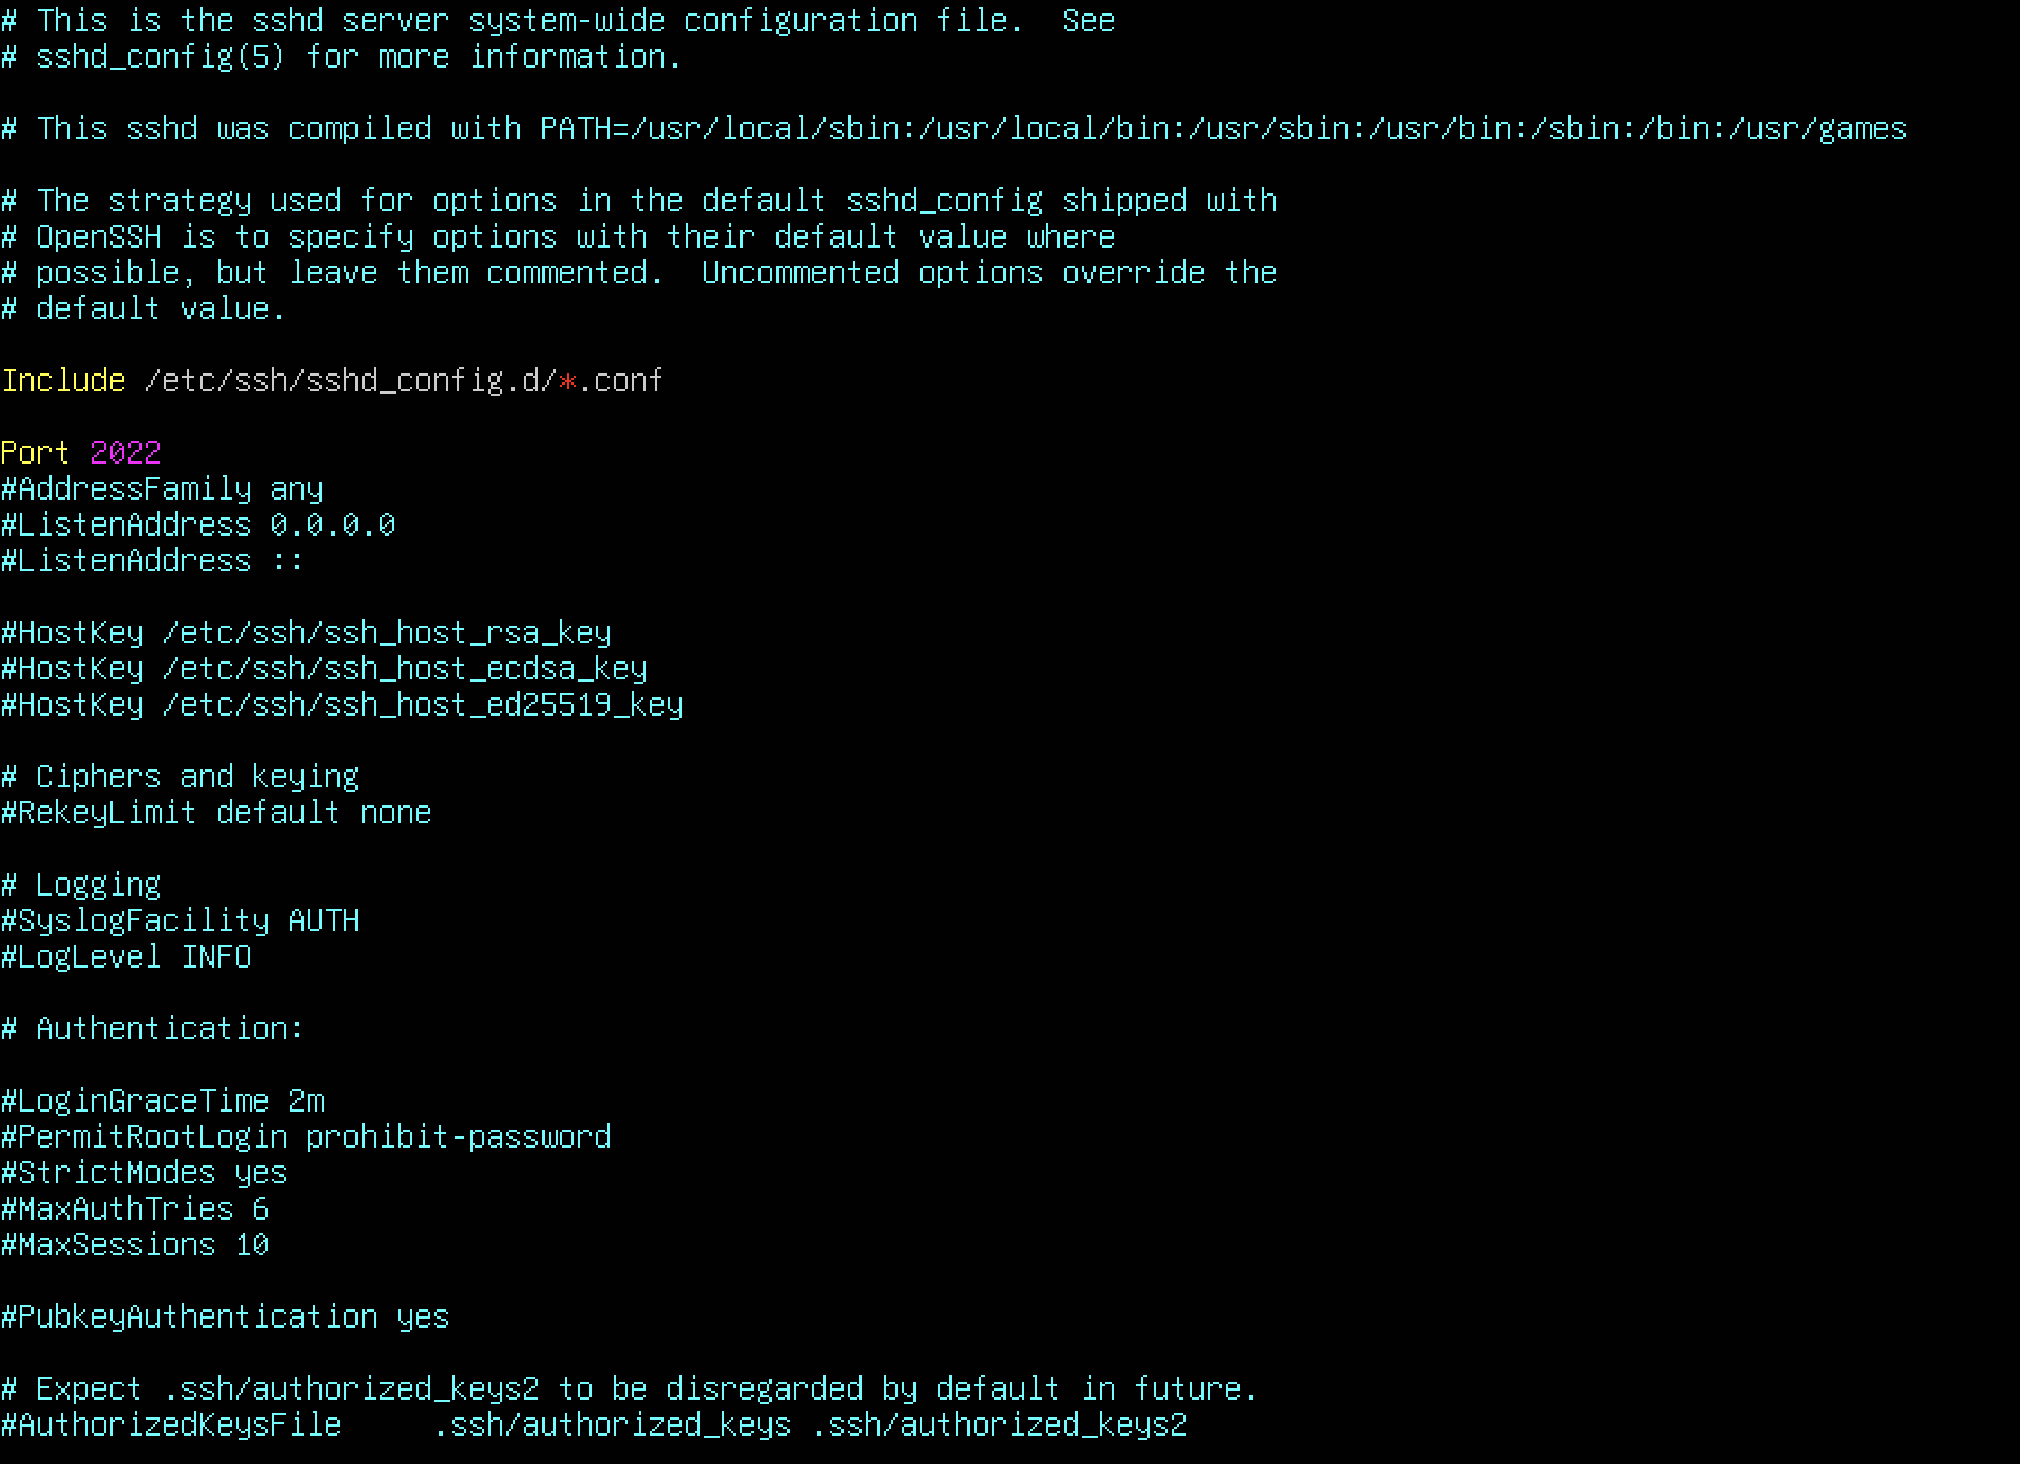 # This is the sshd server system-wide configuration file.  See
# sshd_config(5) for more information.

# This sshd was compiled with PATH=/usr/local/sbin:/usr/local/bin:/usr/sbin:/usr/bin:/sbin:/bin:/usr/games

# The strategy used for options in the default sshd_config shipped with
# OpenSSH is to specify options with their default value where
# possible, but leave them commented.  Uncommented options override the
# default value.

Include /etc/ssh/sshd_config.d/*.conf

Port 2022
#AddressFamily any
#ListenAddress 0.0.0.0
#ListenAddress ::

#HostKey /etc/ssh/ssh_host_rsa_key
#HostKey /etc/ssh/ssh_host_ecdsa_key
#HostKey /etc/ssh/ssh_host_ed25519_key

# Ciphers and keying
#RekeyLimit default none

# Logging
#SyslogFacility AUTH
#LogLevel INFO

# Authentication:

#LoginGraceTime 2m
#PermitRootLogin prohibit-password
#StrictModes yes
#MaxAuthTries 6
#MaxSessions 10

#PubkeyAuthentication yes

# Expect .ssh/authorized_keys2 to be disregarded by default in future.
#AuthorizedKeysFile     .ssh/authorized_keys .ssh/authorized_keys2